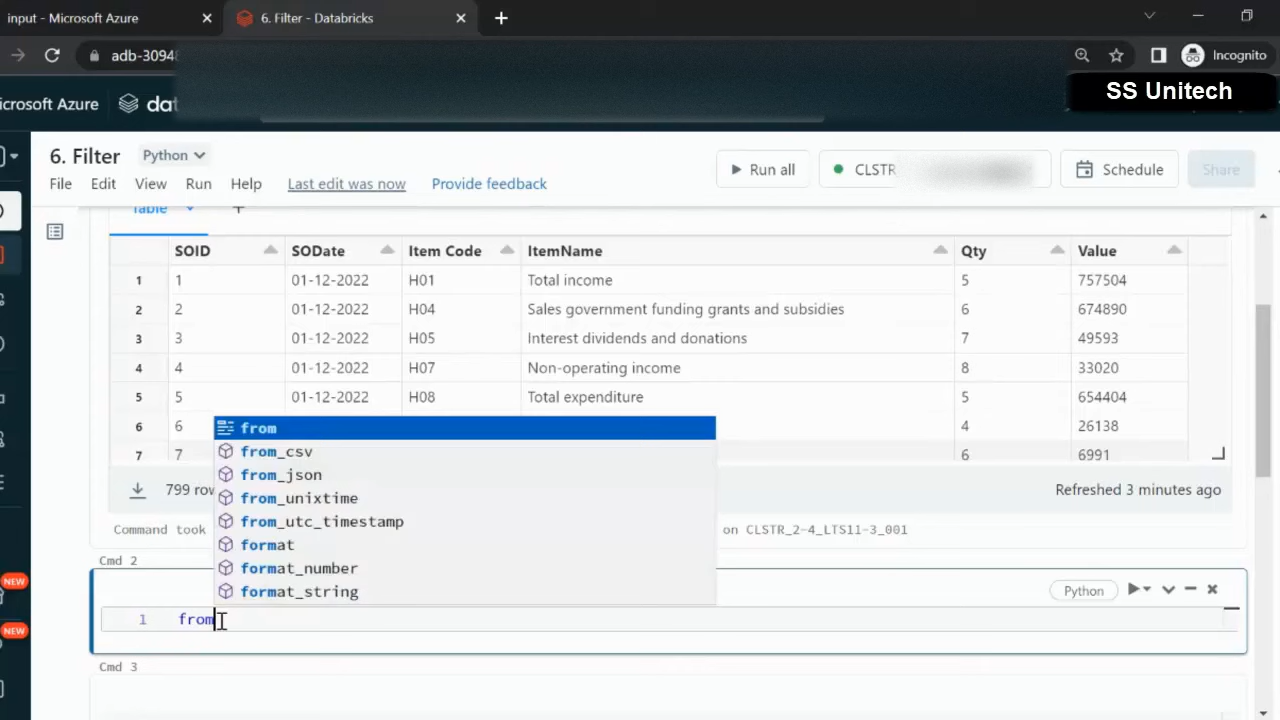 input - Microsoft Azure
6. Filter - Databricks
adb-3094
Incognito
SS Unitech
icrosoft Azure
dat
6. Filter
Python
Run all
CLSTR
Schedule
Share
File
Edit
View
Run
Help
Last edit was now
Provide feedback
Table
+
SOID SODate Item Code ItemName Qty Value
1 1 01-12-2022 H01 Total income 5 757504
2 2 01-12-2022 H04 Sales government funding grants and subsidies 6 674890
3 3 01-12-2022 H05 Interest dividends and donations 7 49593
4 4 01-12-2022 H07 Non-operating income 8 33020
5 5 01-12-2022 H08 Total expenditure 5 654404
6 6 4 26138
7 7 6 6991
from
from_csv
from_json
from_unixtime
from_utc_timestamp
format
format_number
format_string
799 row
Refreshed 3 minutes ago
Command took
on CLSTR_2-4_LTS11-3_001
Cmd 2
Python
1 from
Cmd 3
NEW
NEW